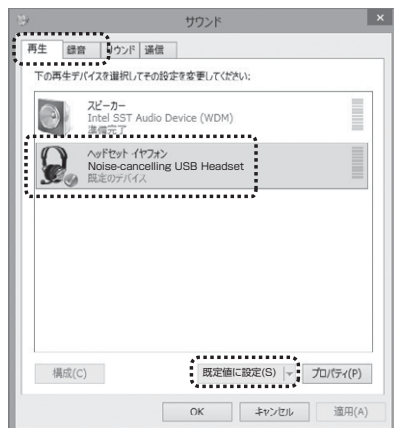 サウンド
×
再生 録音 サウンド 通信
下の再生デバイスを選択してその設定を変更してください:
スピーカー
Intel SST Audio Device (WDM)
準備完了
ヘッドセット イヤフォン
Noise-cancelling USB Headset
既定のデバイス
構成(C) 既定値に設定(S) プロパティ(P)
OK キャンセル 適用(A)